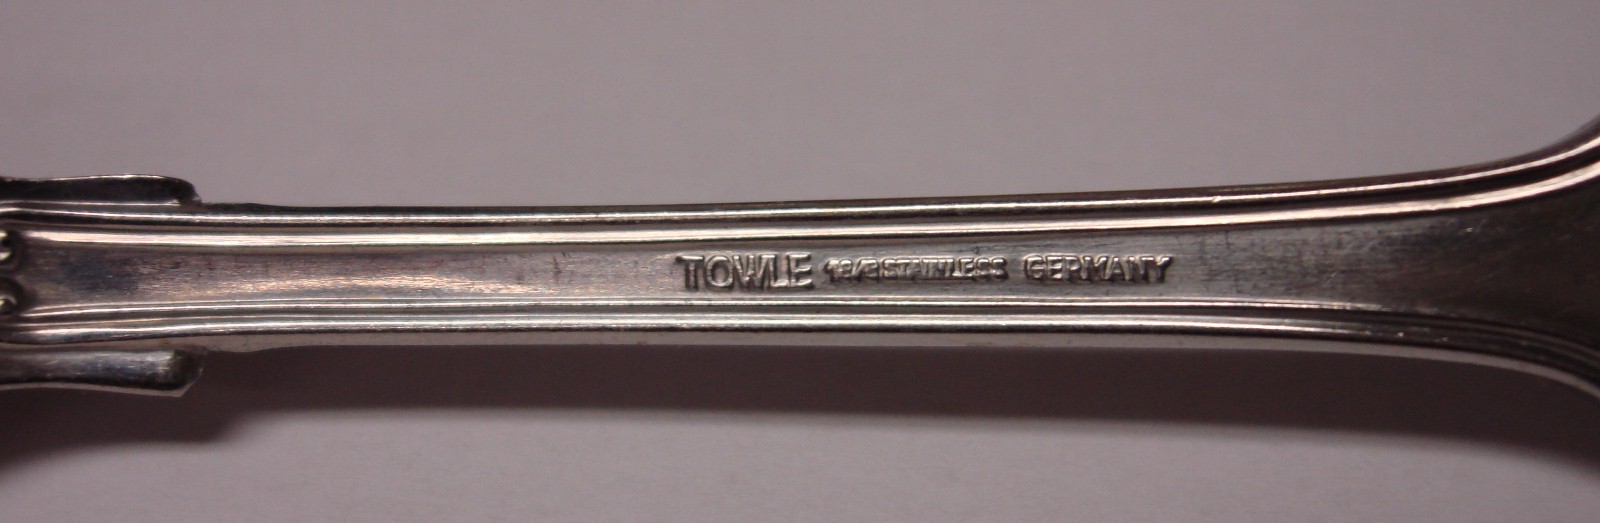 TOWLE 18/8 STAINLESS GERMANY